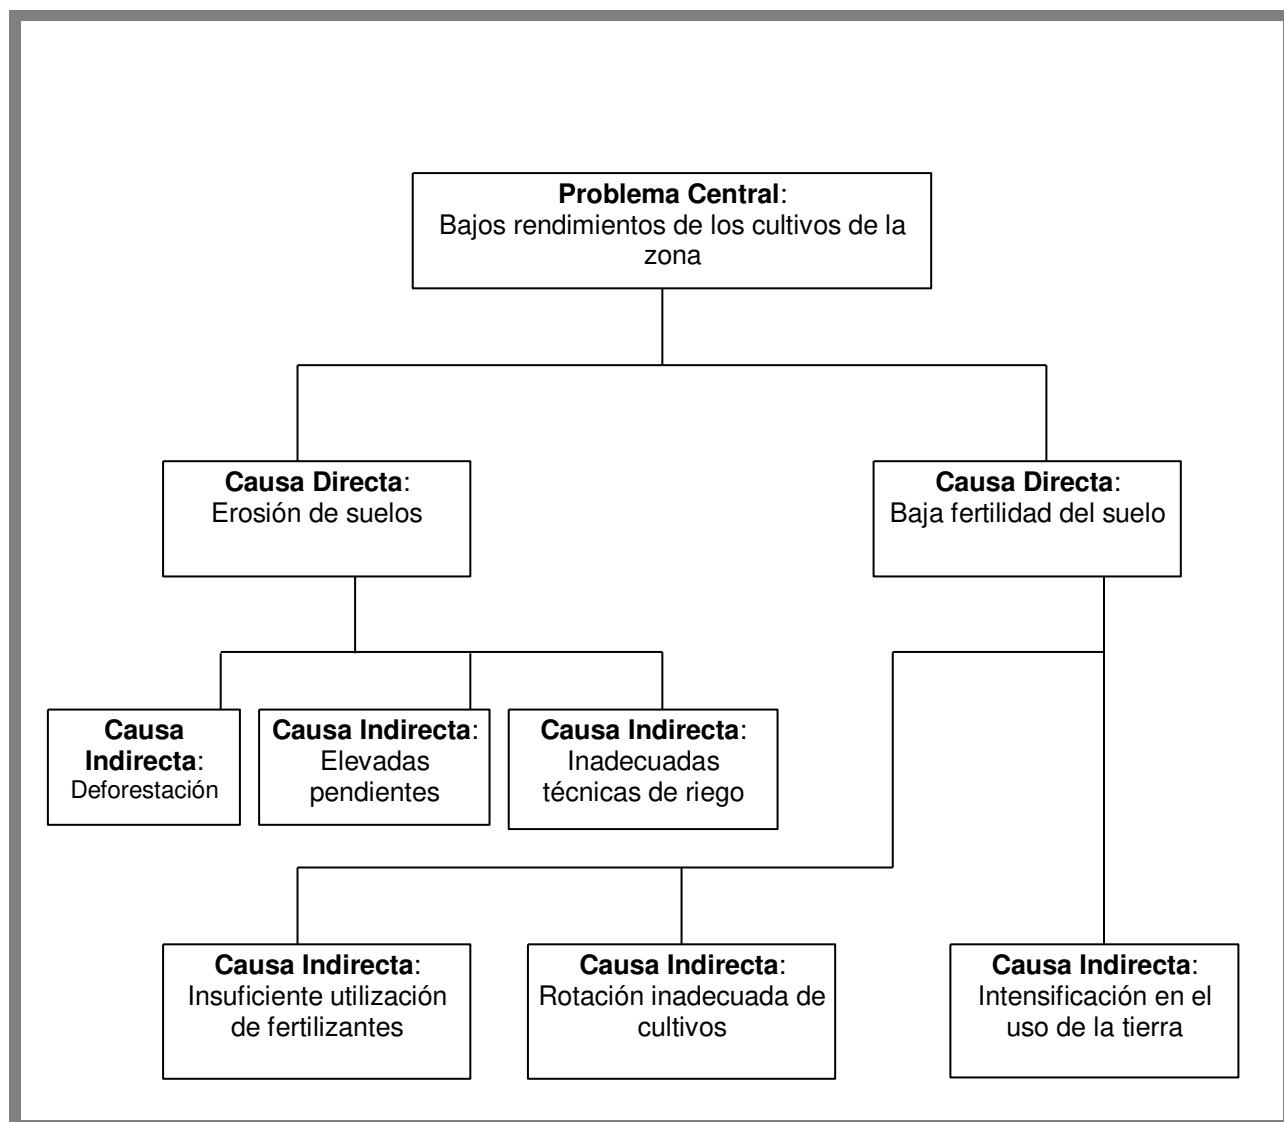 Problema Central:
Bajos rendimientos de los cultivos de la
zona
Causa Directa:
Erosión de suelos
Causa Directa:
Baja fertilidad del suelo
Causa
Indirecta:
Deforestación
Causa Indirecta:
Elevadas
pendientes
Causa Indirecta:
Inadecuadas
técnicas de riego
Causa Indirecta:
Insuficiente utilización
de fertilizantes
Causa Indirecta:
Rotación inadecuada de
cultivos
Causa Indirecta:
Intensificación en el
uso de la tierra